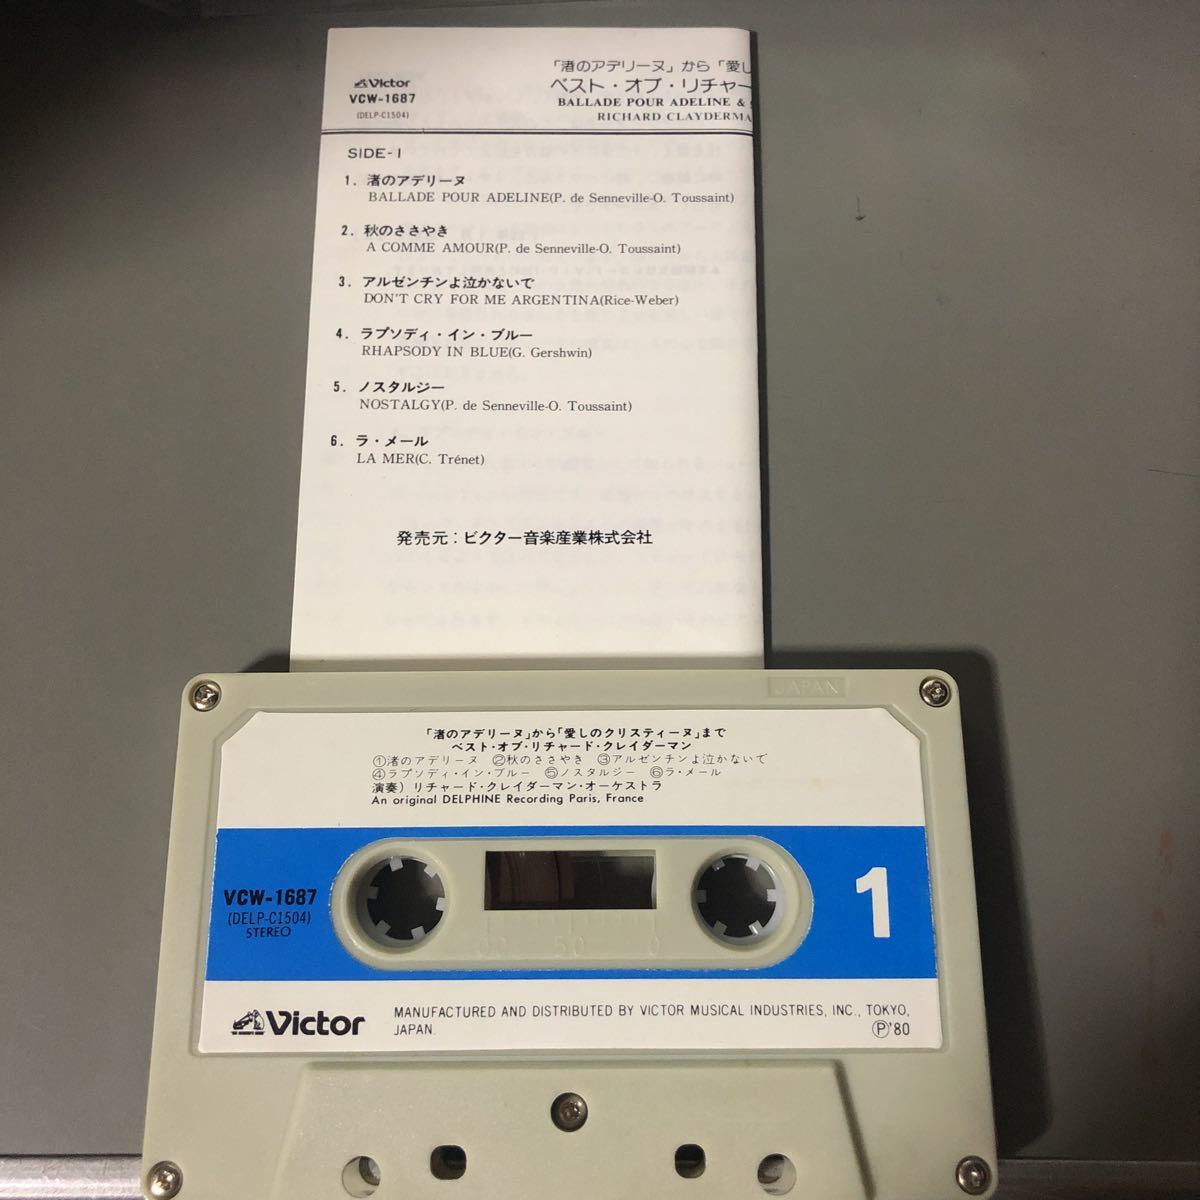 Victor
VCW-1687
(DELP-C1504)
「渚のアデリーヌ」から「愛し
ベスト・オブ・リチャー
BALLADE POUR ADELINE &
RICHARD CLAYDERMA
SIDE-1
1. 渚のアデリーヌ
BALLADE POUR ADELINE(P. de Senneville-O. Toussaint)
2. 秋のささやき
A COMME AMOUR(P. de Senneville-O. Toussaint)
3. アルゼンチンよ泣かないで
DON'T CRY FOR ME ARGENTINA(Rice-Weber)
4. ラプソディ・イン・ブルー
RHAPSODY IN BLUE(G. Gershwin)
5. ノスタルジー
NOSTALGY(P. de Senneville-O. Toussaint)
6. ラ・メール
LA MER(C. Trénet)
発売元：ビクター音楽産業株式会社
JAPAN
「渚のアデリーヌ」から「愛しのクリスティーヌ」まで
ベスト・オブ・リチャード・クレイダーマン
①渚のアデリーヌ ②秋のささやき ③アルゼンチンよ泣かないで
④ラプソディ・イン・ブルー ⑤ノスタルジー ⑥ラ・メール
演奏）リチャード・クレイダーマン・オーケストラ
An original DELPHINE Recording Paris, France
VCW-1687
(DELP-C1504)
STEREO
1
100 50 0
Victor
MANUFACTURED AND DISTRIBUTED BY VICTOR MUSICAL INDUSTRIES, INC., TOKYO,
JAPAN.
Ⓟ'80